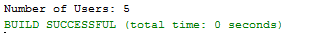 Number of Users: 5
BUILD SUCCESSFUL (total time: 0 seconds)